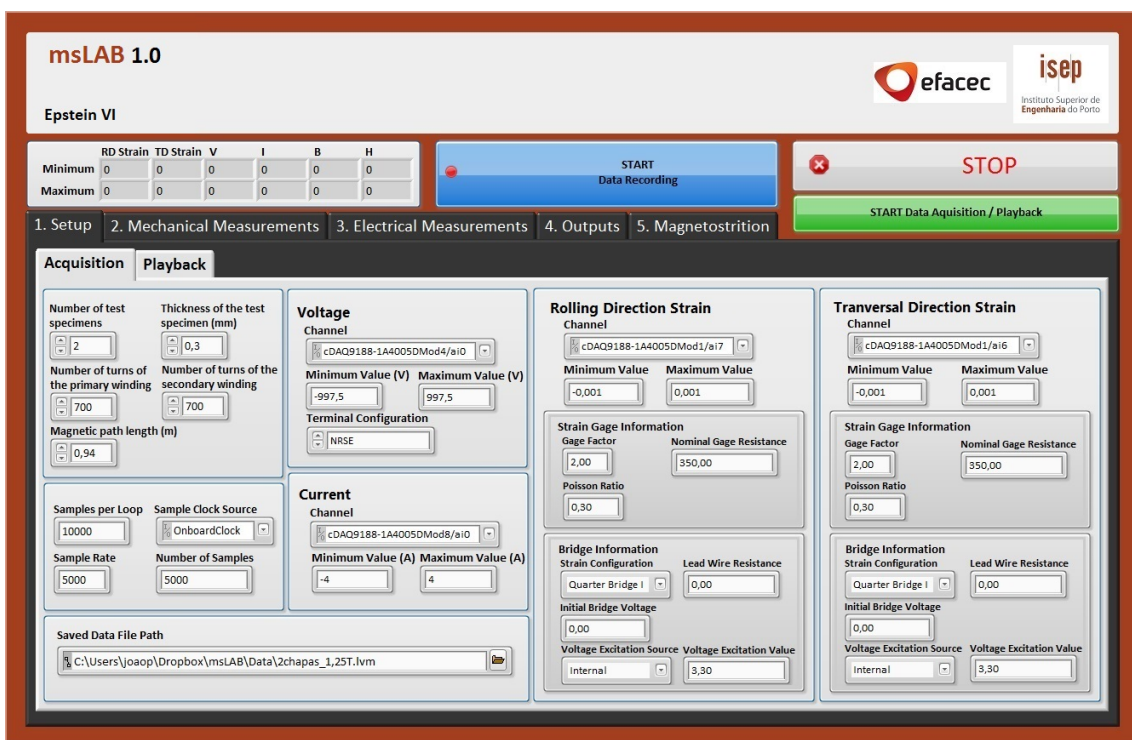 msLAB 1.0
Epstein VI
efacec
isep
Instituto Superior de
Engenharia do Porto
RD Strain TD Strain V I B H
Minimum 0 0 0 0 0 0
Maximum 0 0 0 0 0 0
START
Data Recording
STOP
START Data Aquisition / Playback
1. Setup 2. Mechanical Measurements 3. Electrical Measurements 4. Outputs 5. Magnetostrition
Acquisition Playback
Number of test
specimens
2
Thickness of the test
specimen (mm)
0,3
Number of turns of
the primary winding
700
Number of turns of the
secondary winding
700
Magnetic path length (m)
0,94
Samples per Loop
10000
Sample Clock Source
OnboardClock
Sample Rate
5000
Number of Samples
5000
Voltage
Channel
cDAQ9188-1A4005DMod4/ai0
Minimum Value (V) Maximum Value (V)
-997,5 997,5
Terminal Configuration
NRSE
Current
Channel
cDAQ9188-1A4005DMod8/ai0
Minimum Value (A) Maximum Value (A)
-4 4
Saved Data File Path
C:\Users\joaop\Dropbox\msLAB\Data\2chapas_1,25T.lvm
Rolling Direction Strain
Channel
cDAQ9188-1A4005DMod1/ai7
Minimum Value Maximum Value
-0,001 0,001
Strain Gage Information
Gage Factor Nominal Gage Resistance
2,00 350,00
Poisson Ratio
0,30
Bridge Information
Strain Configuration Lead Wire Resistance
Quarter Bridge I 0,00
Initial Bridge Voltage
0,00
Voltage Excitation Source Voltage Excitation Value
Internal 3,30
Tranversal Direction Strain
Channel
cDAQ9188-1A4005DMod1/ai6
Minimum Value Maximum Value
-0,001 0,001
Strain Gage Information
Gage Factor Nominal Gage Resistance
2,00 350,00
Poisson Ratio
0,30
Bridge Information
Strain Configuration Lead Wire Resistance
Quarter Bridge I 0,00
Initial Bridge Voltage
0,00
Voltage Excitation Source Voltage Excitation Value
Internal 3,30